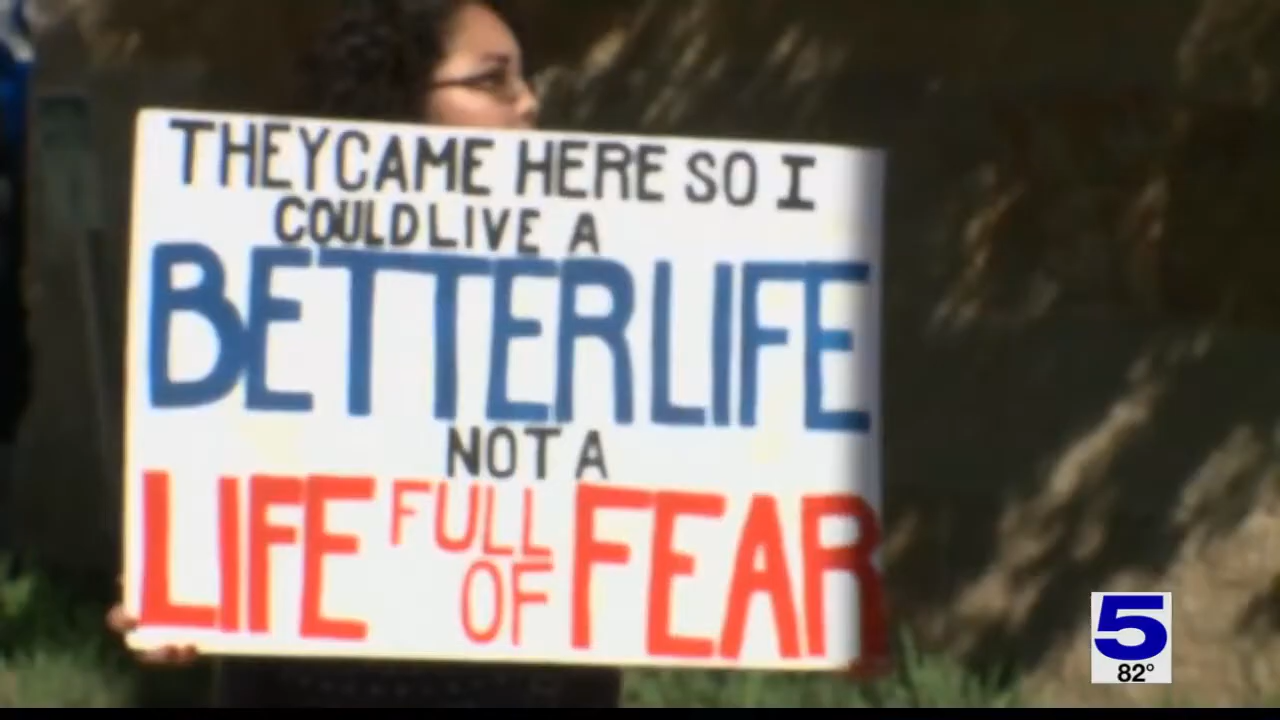 THEY CAME HERE SO I
COULD LIVE A
BETTER LIFE
NOT A
LIFE FULL OF FEAR
5
82°